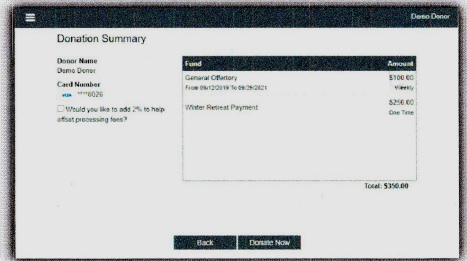 Demo Donor
Donation Summary
Donor Name
Demo Donor
Card Number
VISA ****6026
Would you like to add 2% to help
offset processing fees?
Fund Amount
General Offertory $100.00
From 09/12/2019 To 09/29/2021 Weekly
Winter Retreat Payment $250.00
One Time
Total: $350.00
Back Donate Now